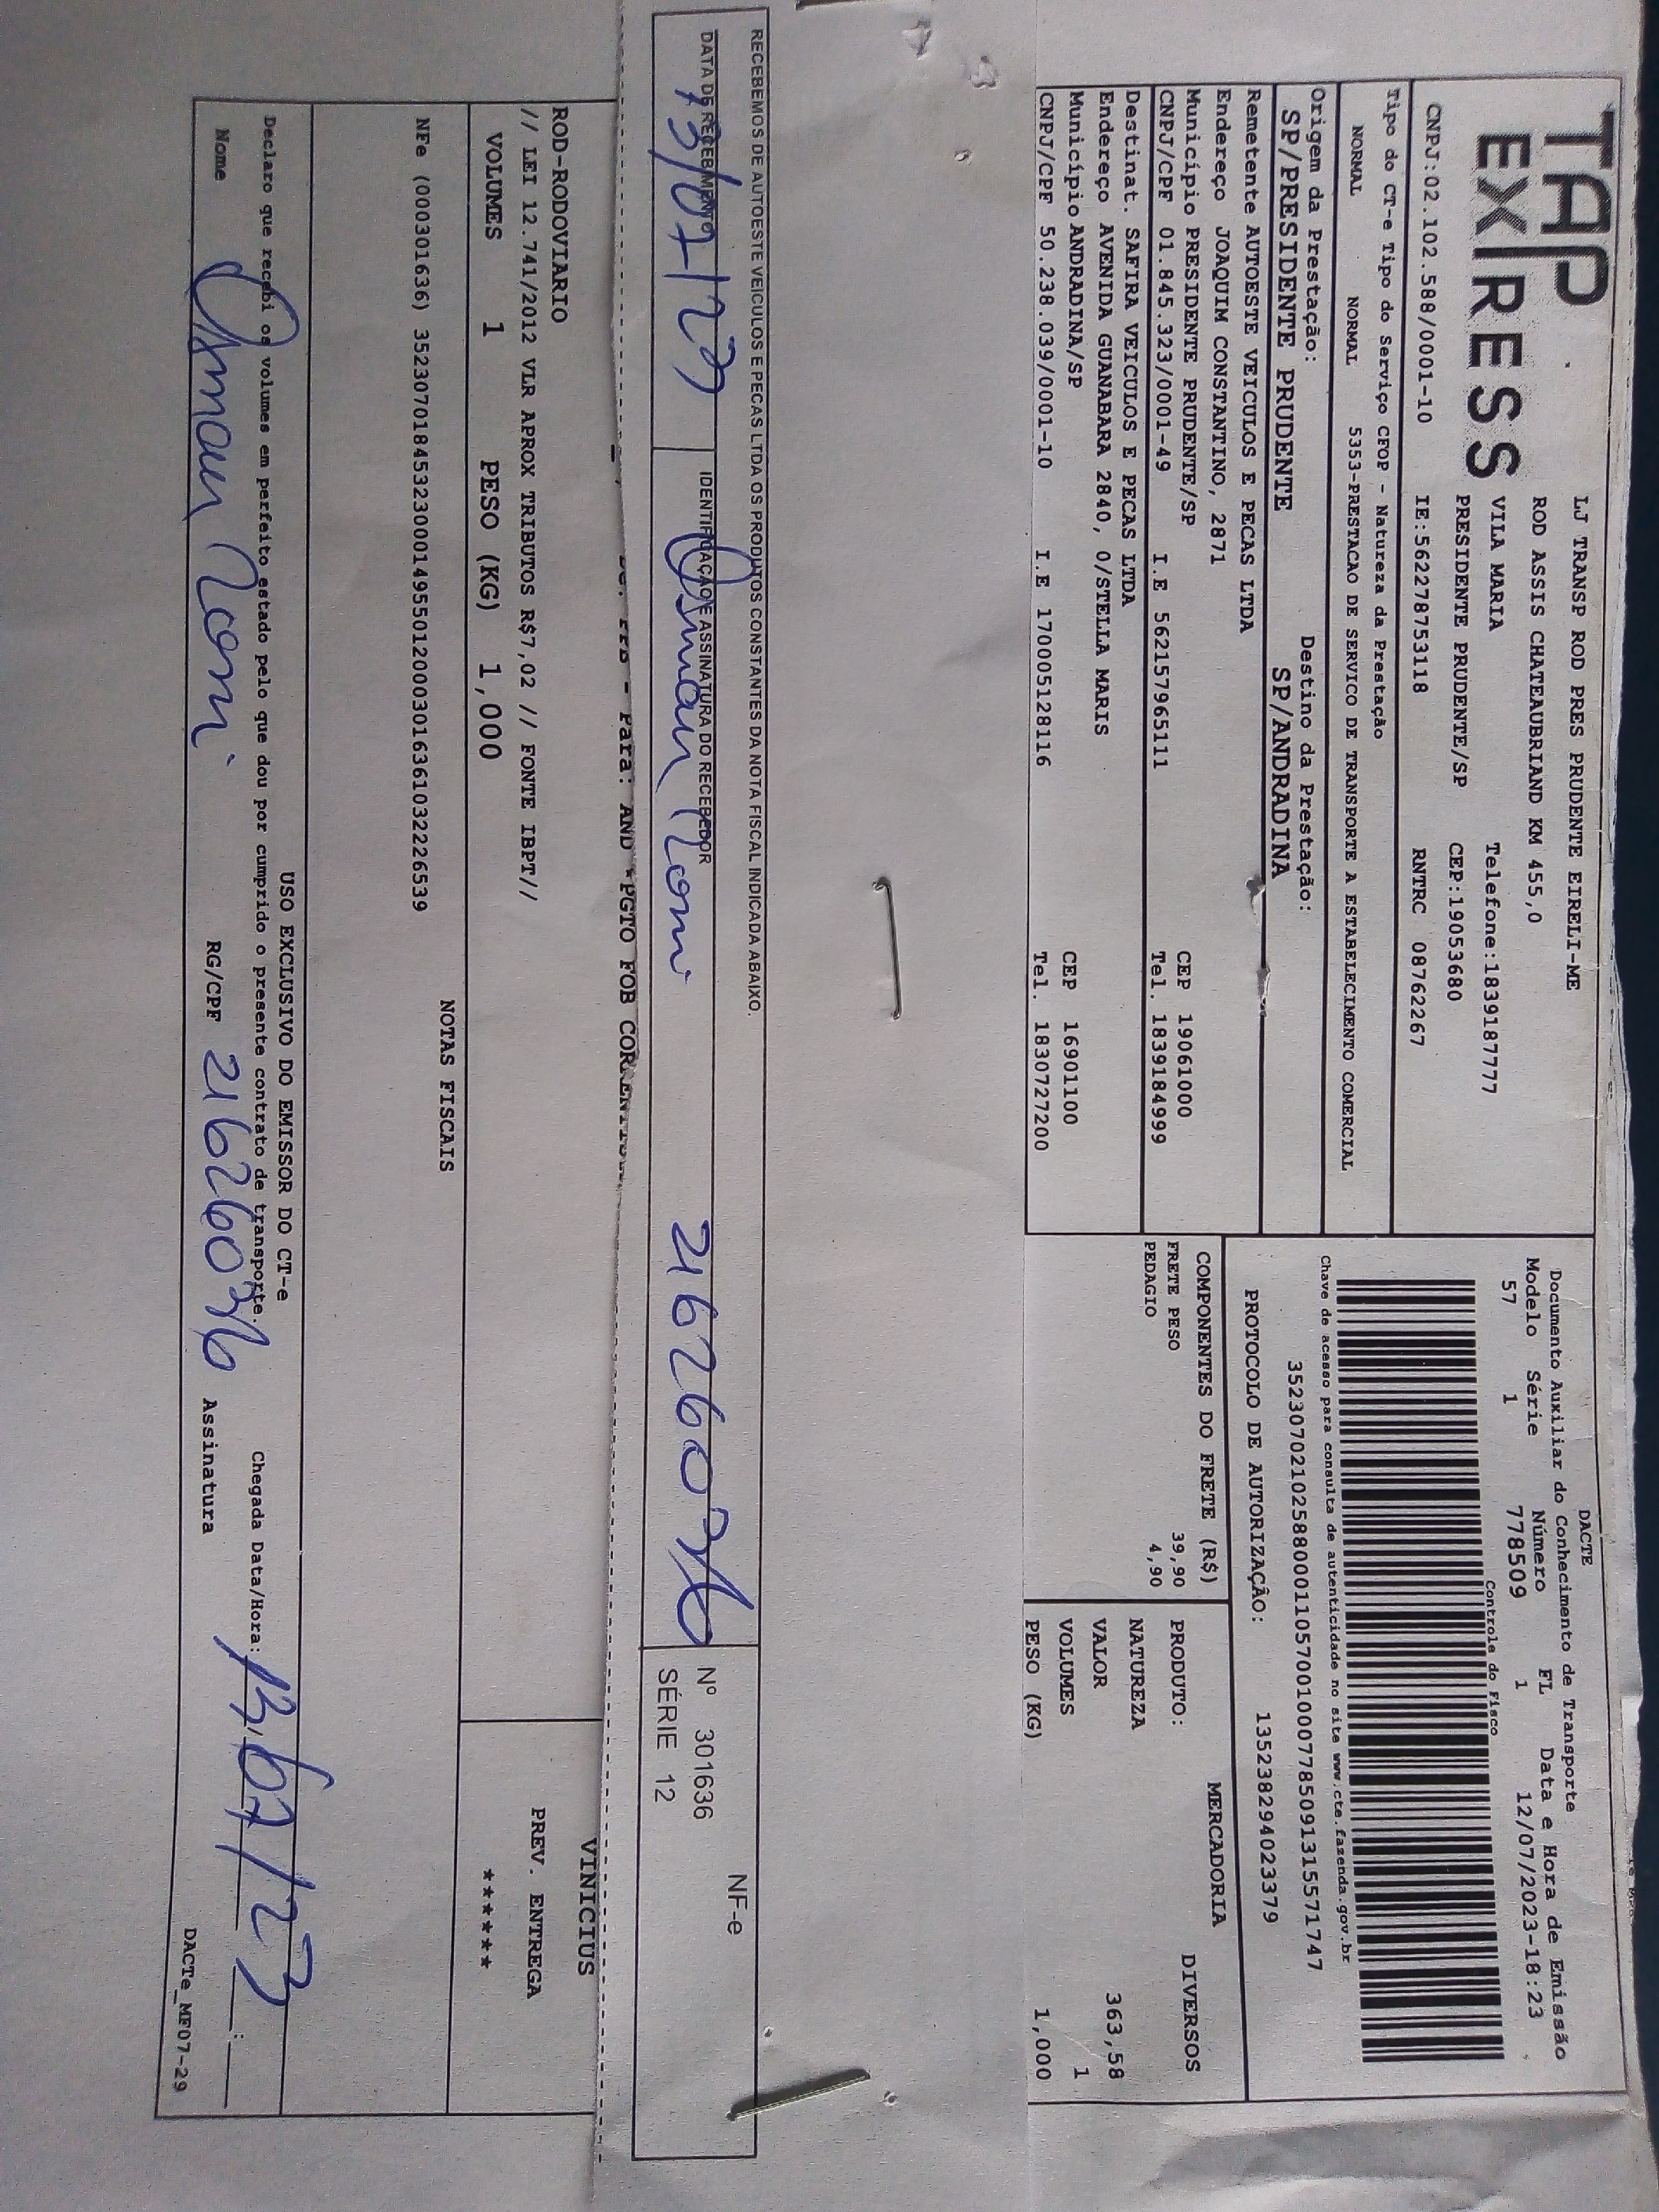 TAP
EXPRESS
LJ TRANSP ROD PRES PRUDENTE EIRELI-ME
ROD ASSIS CHATEAUBRIAND KM 455,0
VILA MARIA Telefone:1839187777
PRESIDENTE PRUDENTE/SP CEP:19053680
CNPJ:02.102.588/0001-10 IE:562278753118 RNTRC 08762267
Tipo do CT-e Tipo do Serviço CFOP - Natureza da Prestação
NORMAL NORMAL 5353-PRESTACAO DE SERVICO DE TRANSPORTE A ESTABELECIMENTO COMERCIAL
Origem da Prestação: Destino da Prestação:
SP/PRESIDENTE PRUDENTE SP/ANDRADINA
Remetente AUTOESTE VEICULOS E PECAS LTDA
Endereço JOAQUIM CONSTANTINO, 2871
Município PRESIDENTE PRUDENTE/SP CEP 19061000
CNPJ/CPF 01.845.323/0001-49 I.E 562157965111 Tel. 1839184999
Destinat. SAFIRA VEICULOS E PECAS LTDA
Endereço AVENIDA GUANABARA 2840, 0/STELLA MARIS
Município ANDRADINA/SP CEP 16901100
CNPJ/CPF 50.238.039/0001-10 I.E 170005128116 Tel. 1830727200
DACTE
Documento Auxiliar do Conhecimento de Transporte
Modelo Série Número FL Data e Hora de Emissão
57 1 778509 1 12/07/2023-18:23
Controle do Fisco
Chave de acesso para consulta de autenticidade no site www.cte.fazenda.gov.br
35230702102588000110570010007785091315571747
PROTOCOLO DE AUTORIZAÇÃO: 135238294023379
COMPONENTES DO FRETE (R$)
FRETE PESO 39,90
PEDAGIO 4,90
MERCADORIA
PRODUTO: DIVERSOS
NATUREZA
VALOR 363,58
VOLUMES 1
PESO (KG) 1,000
RECEBEMOS DE AUTOESTE VEICULOS E PECAS LTDA OS PRODUTOS CONSTANTES DA NOTA FISCAL INDICADA ABAIXO.
DATA DE RECEBIMENTO IDENTIFICAÇÃO E ASSINATURA DO RECEBEDOR
13/07/23 21626036
NF-e
Nº 301636
SÉRIE 12
Para: AND *PGTO FOB
VINICIUS
ROD-RODOVIARIO
// LEI 12.741/2012 VLR APROX TRIBUTOS R$7,02 // FONTE IBPT//
VOLUMES 1 PESO (KG) 1,000
PREV. ENTREGA
*******
NOTAS FISCAIS
NFe (000301636) 35230701845323000149550120003016361032226539
USO EXCLUSIVO DO EMISSOR DO CT-e
Declaro que recebi os volumes em perfeito estado pelo que dou por cumprido o presente contrato de transporte.
Chegada Data/Hora: 13/07/23 __:__
Nome RG/CPF 21626036 Assinatura
DACTe_MF07-29